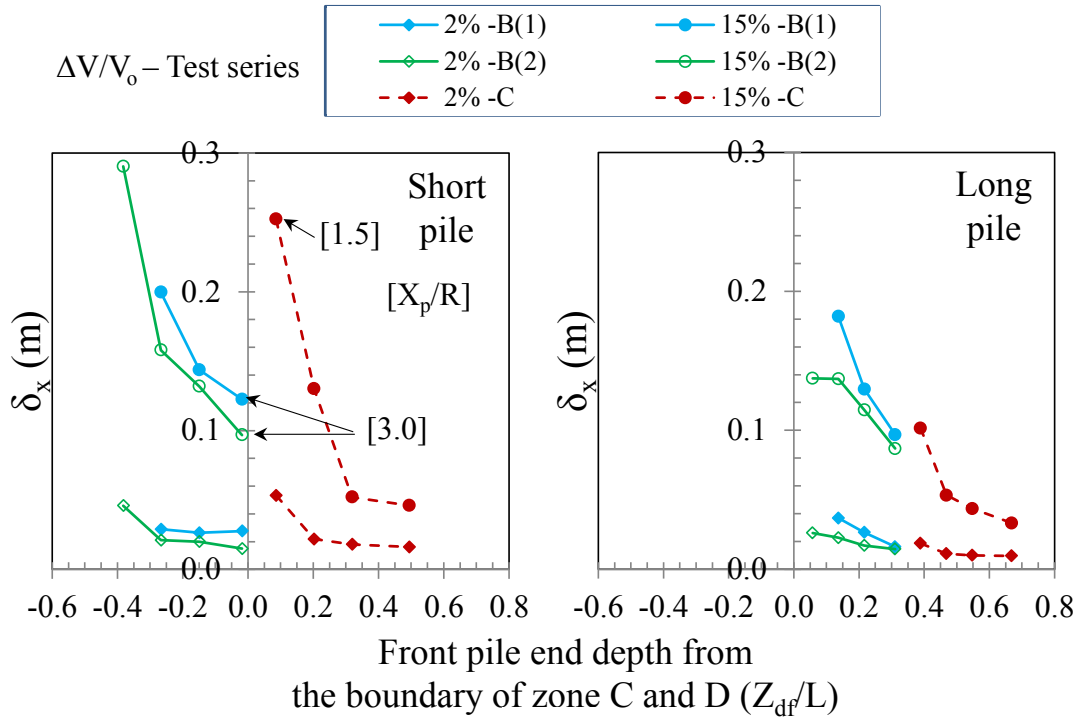 ΔV/Vₒ – Test series
2% -B(1)
15% -B(1)
2% -B(2)
15% -B(2)
2% -C
15% -C
0.3
0.2
0.1
0.0
δₓ (m)
Short
pile
[1.5]
[Xₚ/R]
[3.0]
-0.6 -0.4 -0.2 0.0 0.2 0.4 0.6 0.8
0.3
0.2
0.1
0.0
δₓ (m)
Long
pile
-0.6 -0.4 -0.2 0.0 0.2 0.4 0.6 0.8
Front pile end depth from
the boundary of zone C and D (Z_df/L)